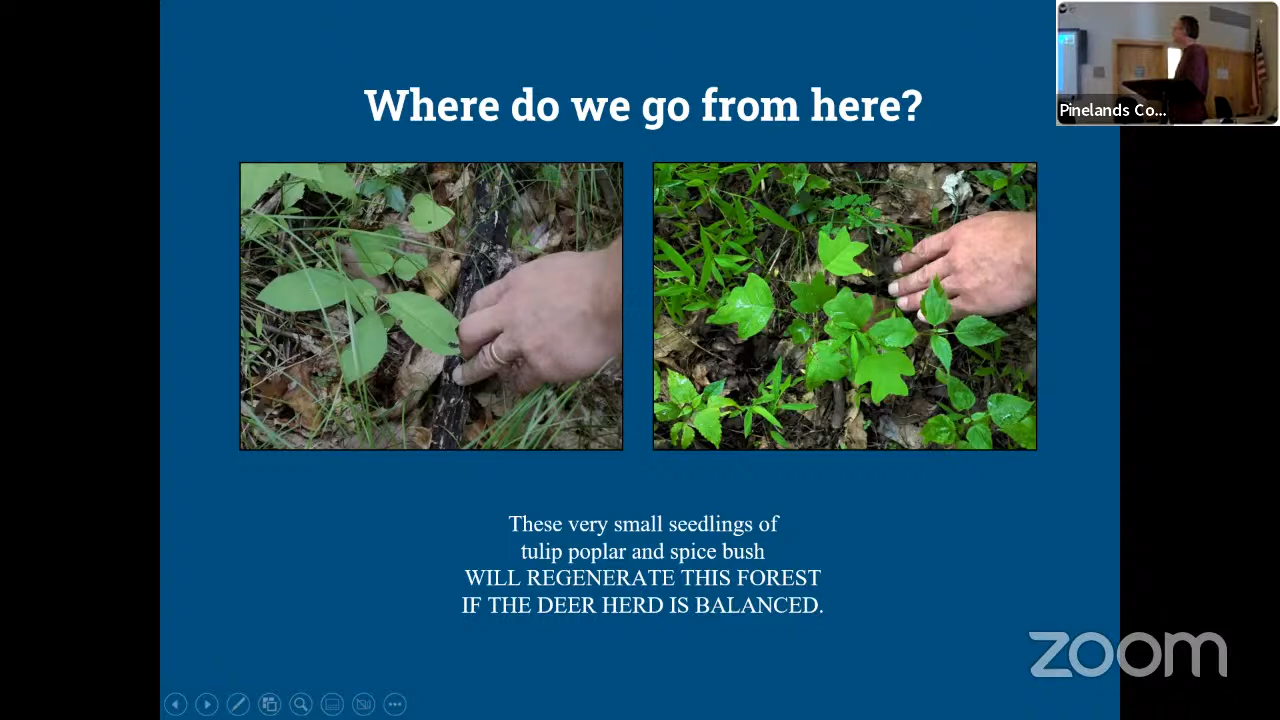 Where do we go from here?
Pinelands Co...
These very small seedlings of
tulip poplar and spice bush
WILL REGENERATE THIS FOREST
IF THE DEER HERD IS BALANCED.
zoom